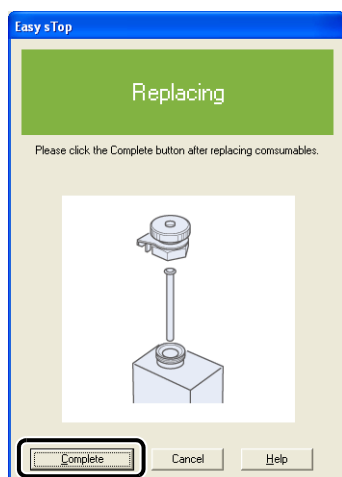 Easy sTop
Replacing
Please click the Complete button after replacing comsumables.
Complete
Cancel
Help